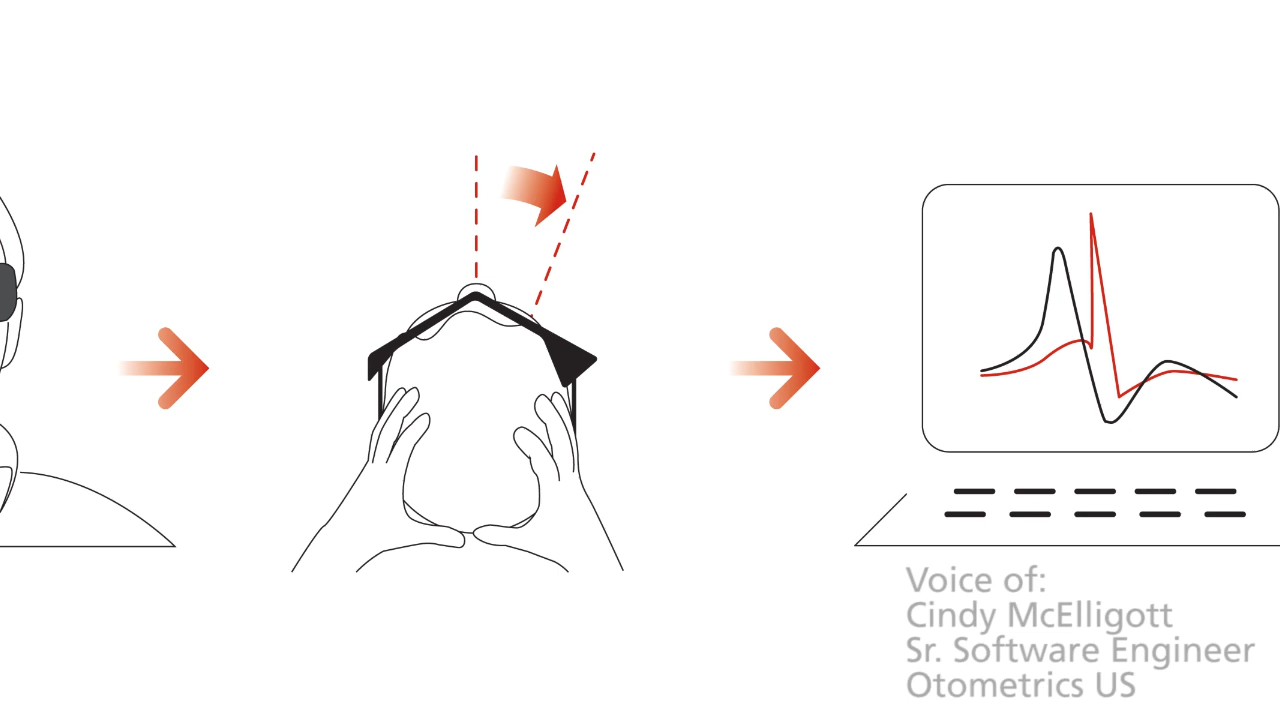 Voice of:
Cindy McElligott
Sr. Software Engineer
Otometrics US